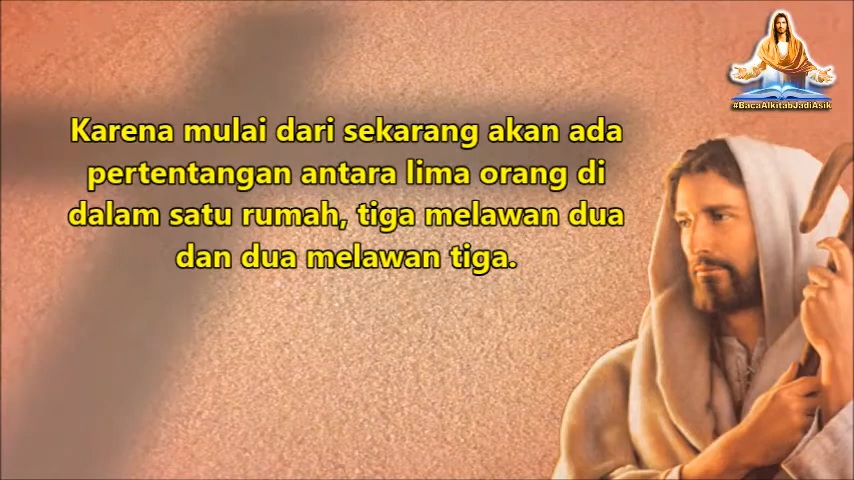 #BacaAlkitabJadiAsik
Karena mulai dari sekarang akan ada
pertentangan antara lima orang di
dalam satu rumah, tiga melawan dua
dan dua melawan tiga.